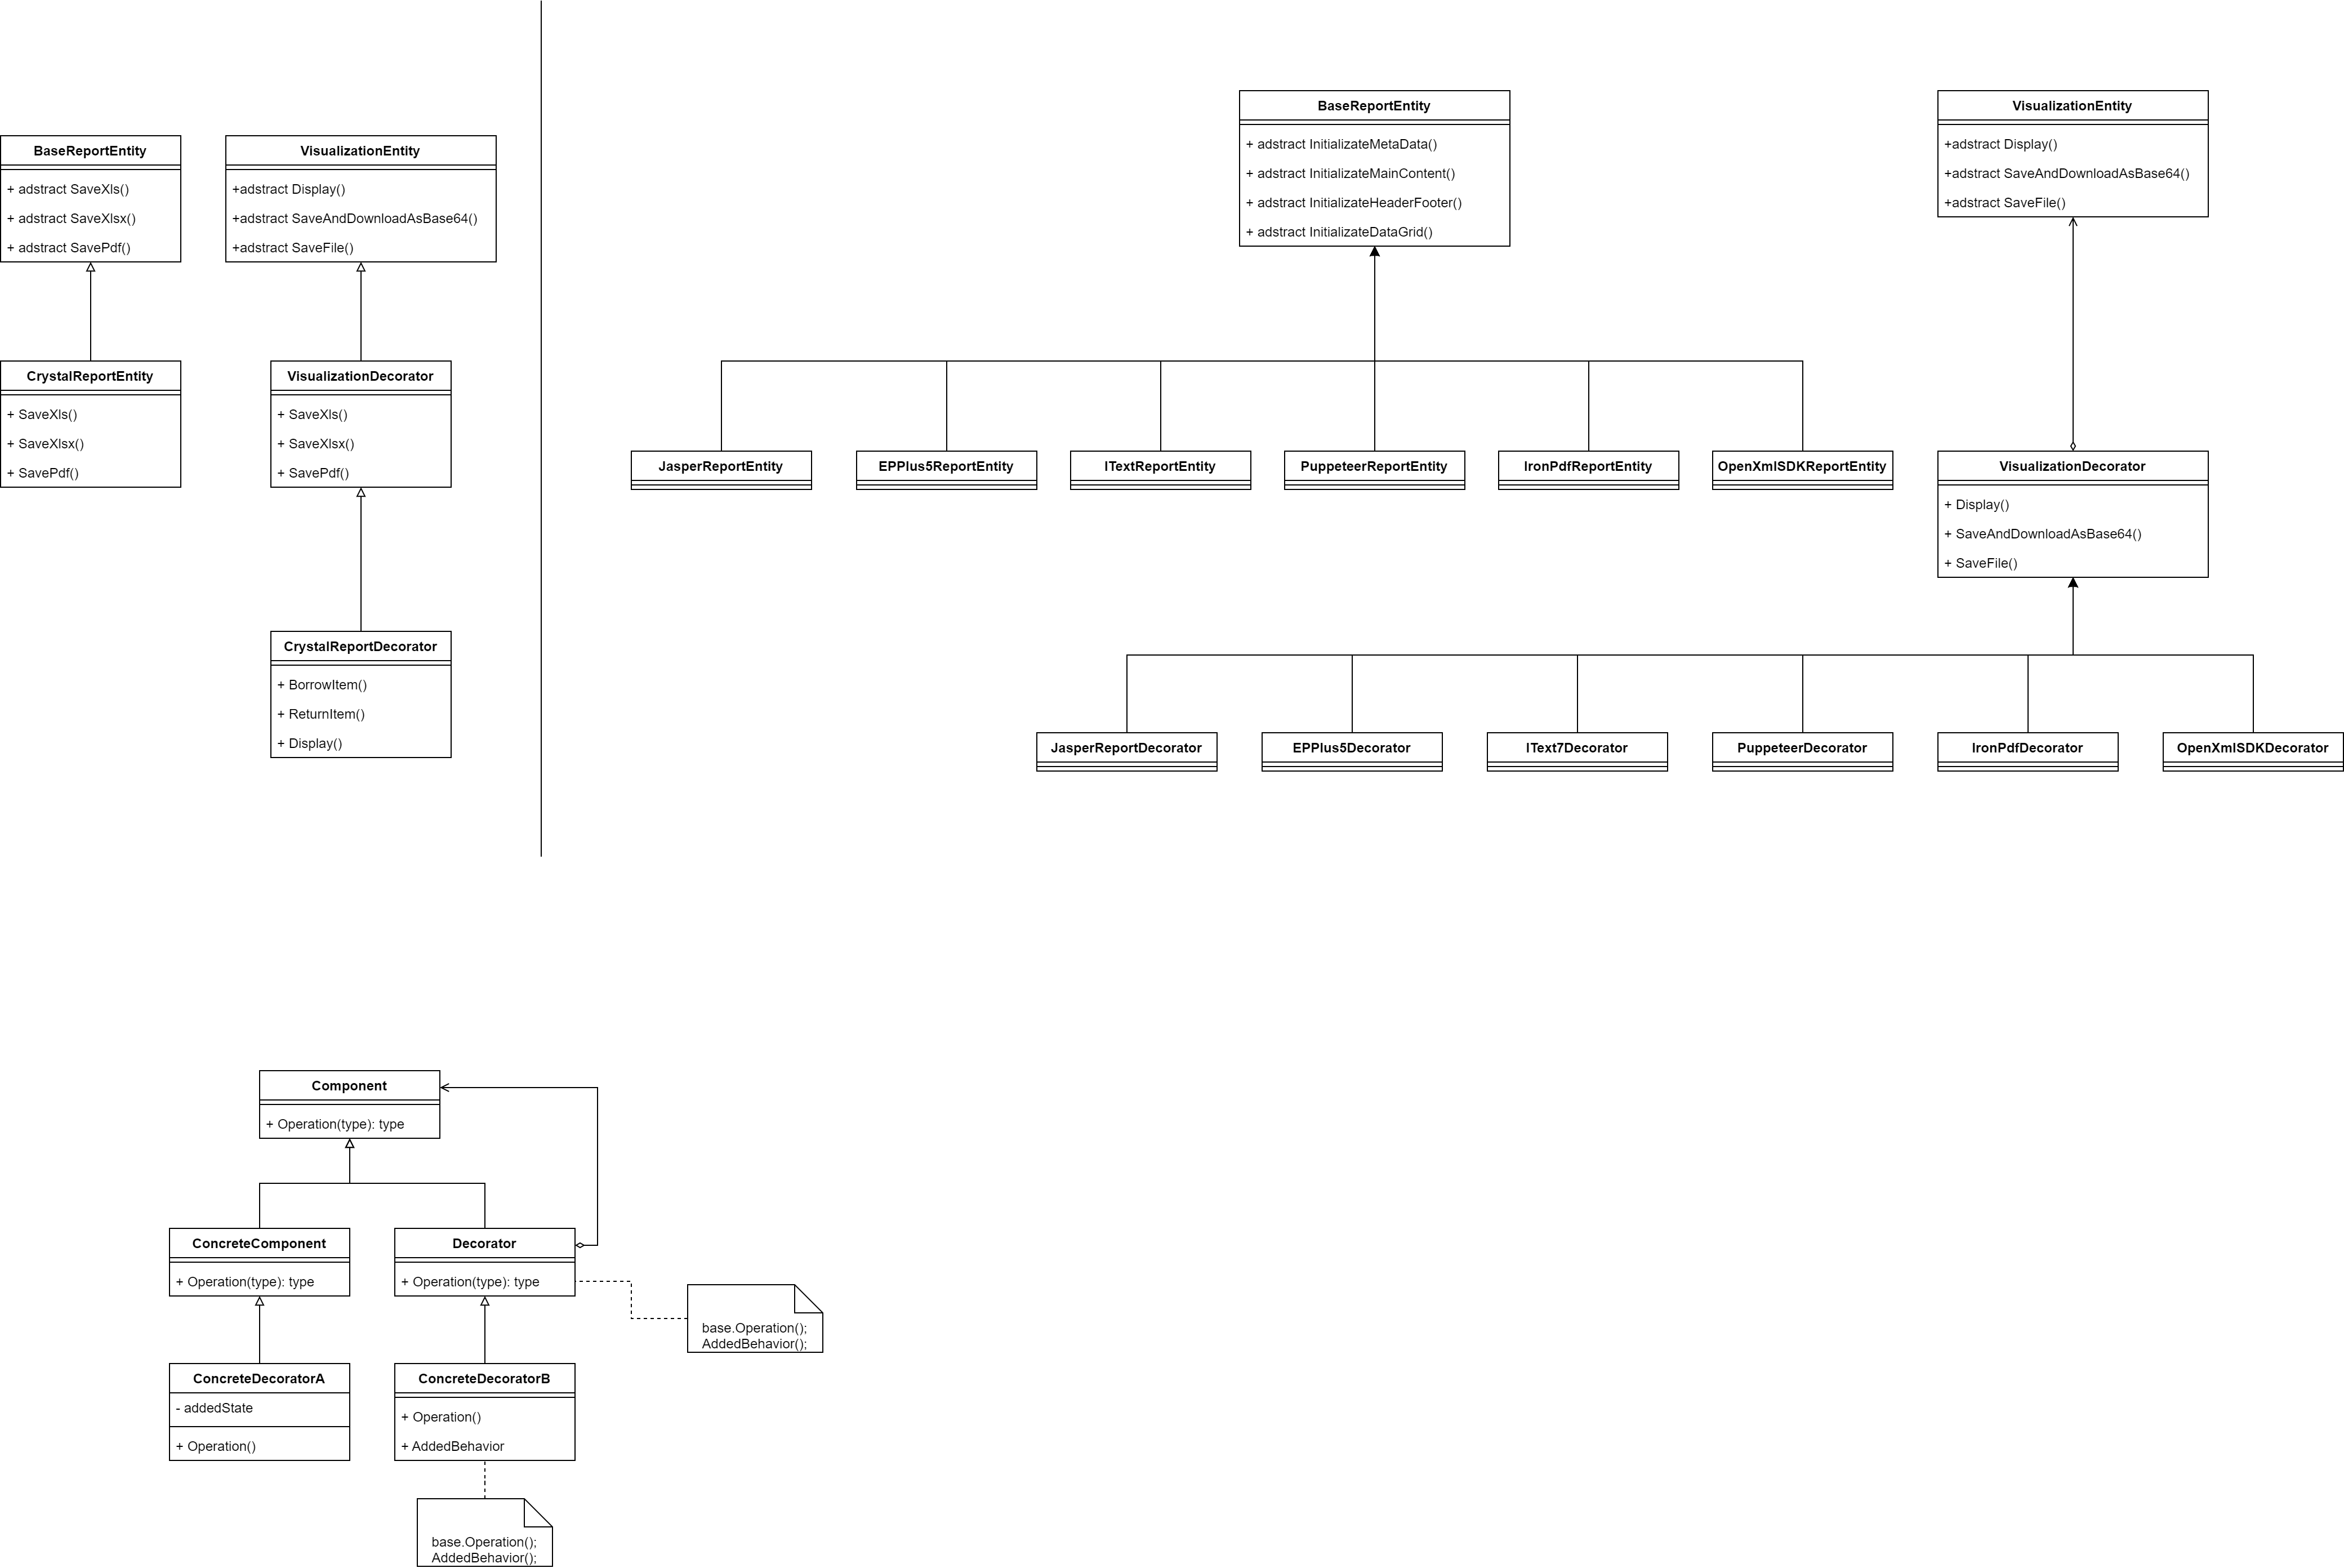 BaseReportEntity
+ adstract SaveXls()
+ adstract SaveXlsx()
+ adstract SavePdf()
VisualizationEntity
+adstract Display()
+adstract SaveAndDownloadAsBase64()
+adstract SaveFile()
CrystalReportEntity
+ SaveXls()
+ SaveXlsx()
+ SavePdf()
VisualizationDecorator
+ SaveXls()
+ SaveXlsx()
+ SavePdf()
CrystalReportDecorator
+ BorrowItem()
+ ReturnItem()
+ Display()
BaseReportEntity
+ adstract InitializateMetaData()
+ adstract InitializateMainContent()
+ adstract InitializateHeaderFooter()
+ adstract InitializateDataGrid()
VisualizationEntity
+adstract Display()
+adstract SaveAndDownloadAsBase64()
+adstract SaveFile()
JasperReportEntity
EPPlus5ReportEntity
ITextReportEntity
PuppeteerReportEntity
IronPdfReportEntity
OpenXmlSDKReportEntity
VisualizationDecorator
+ Display()
+ SaveAndDownloadAsBase64()
+ SaveFile()
JasperReportDecorator
EPPlus5Decorator
IText7Decorator
PuppeteerDecorator
IronPdfDecorator
OpenXmlSDKDecorator
Component
+ Operation(type): type
ConcreteComponent
+ Operation(type): type
Decorator
+ Operation(type): type
base.Operation();
AddedBehavior();
ConcreteDecoratorA
- addedState
+ Operation()
ConcreteDecoratorB
+ Operation()
+ AddedBehavior
base.Operation();
AddedBehavior();